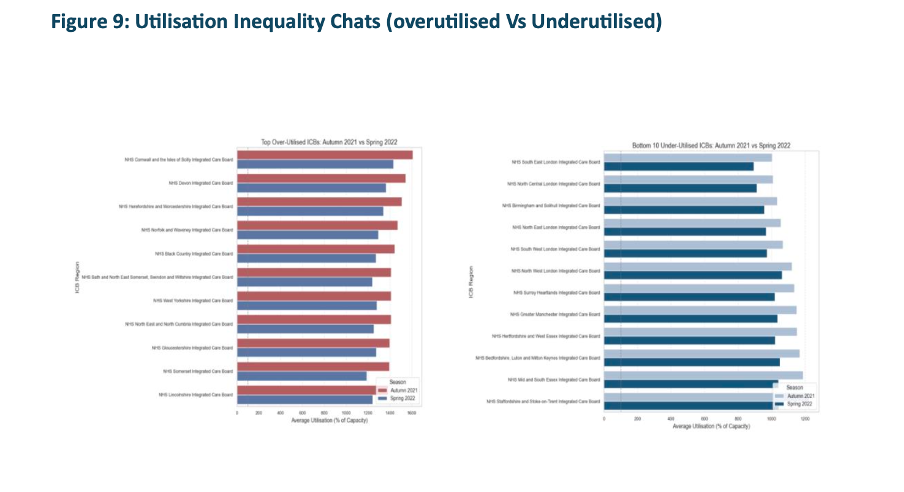 Figure 9: Utilisation Inequality Chats (overutilised Vs Underutilised)
Top Over-Utilised ICBs: Autumn 2021 vs Spring 2022
NHS Cornwall and the Isles of Scilly Integrated Care Board
NHS Devon Integrated Care Board
NHS Herefordshire and Worcestershire Integrated Care Board
NHS Norfolk and Waveney Integrated Care Board
NHS Black Country Integrated Care Board
NHS Bath and North East Somerset, Swindon and Wiltshire Integrated Care Board
NHS West Yorkshire Integrated Care Board
NHS North East and North Cumbria Integrated Care Board
NHS Gloucestershire Integrated Care Board
NHS Somerset Integrated Care Board
NHS Lincolnshire Integrated Care Board
ICB Region
Season
Autumn 2021
Spring 2022
0 200 400 600 800 1000 1200 1400 1600
Average Utilisation (% of Capacity)
Bottom 10 Under-Utilised ICBs: Autumn 2021 vs Spring 2022
NHS South East London Integrated Care Board
NHS North Central London Integrated Care Board
NHS Birmingham and Solihull Integrated Care Board
NHS North East London Integrated Care Board
NHS South West London Integrated Care Board
NHS North West London Integrated Care Board
NHS Surrey Heartlands Integrated Care Board
NHS Greater Manchester Integrated Care Board
NHS Hertfordshire and West Essex Integrated Care Board
NHS Bedfordshire, Luton and Milton Keynes Integrated Care Board
NHS Mid and South Essex Integrated Care Board
NHS Staffordshire and Stoke-on-Trent Integrated Care Board
ICB Region
Season
Autumn 2021
Spring 2022
0 200 400 600 800 1000 1200
Average Utilisation (% of Capacity)